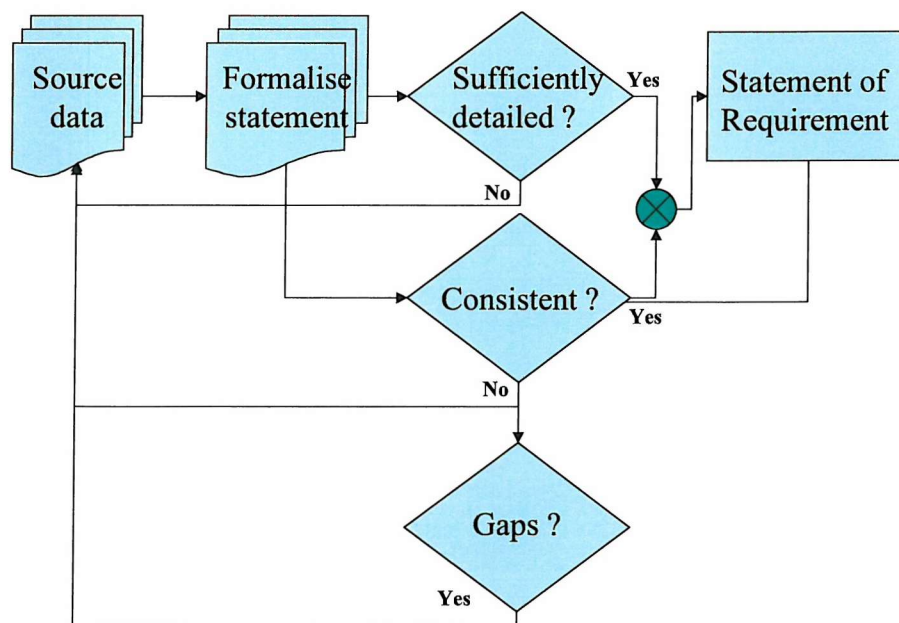 Source
data
Formalise
statement
Sufficiently
detailed ?
Yes
Statement of
Requirement
No
Consistent ?
Yes
No
Gaps ?
Yes